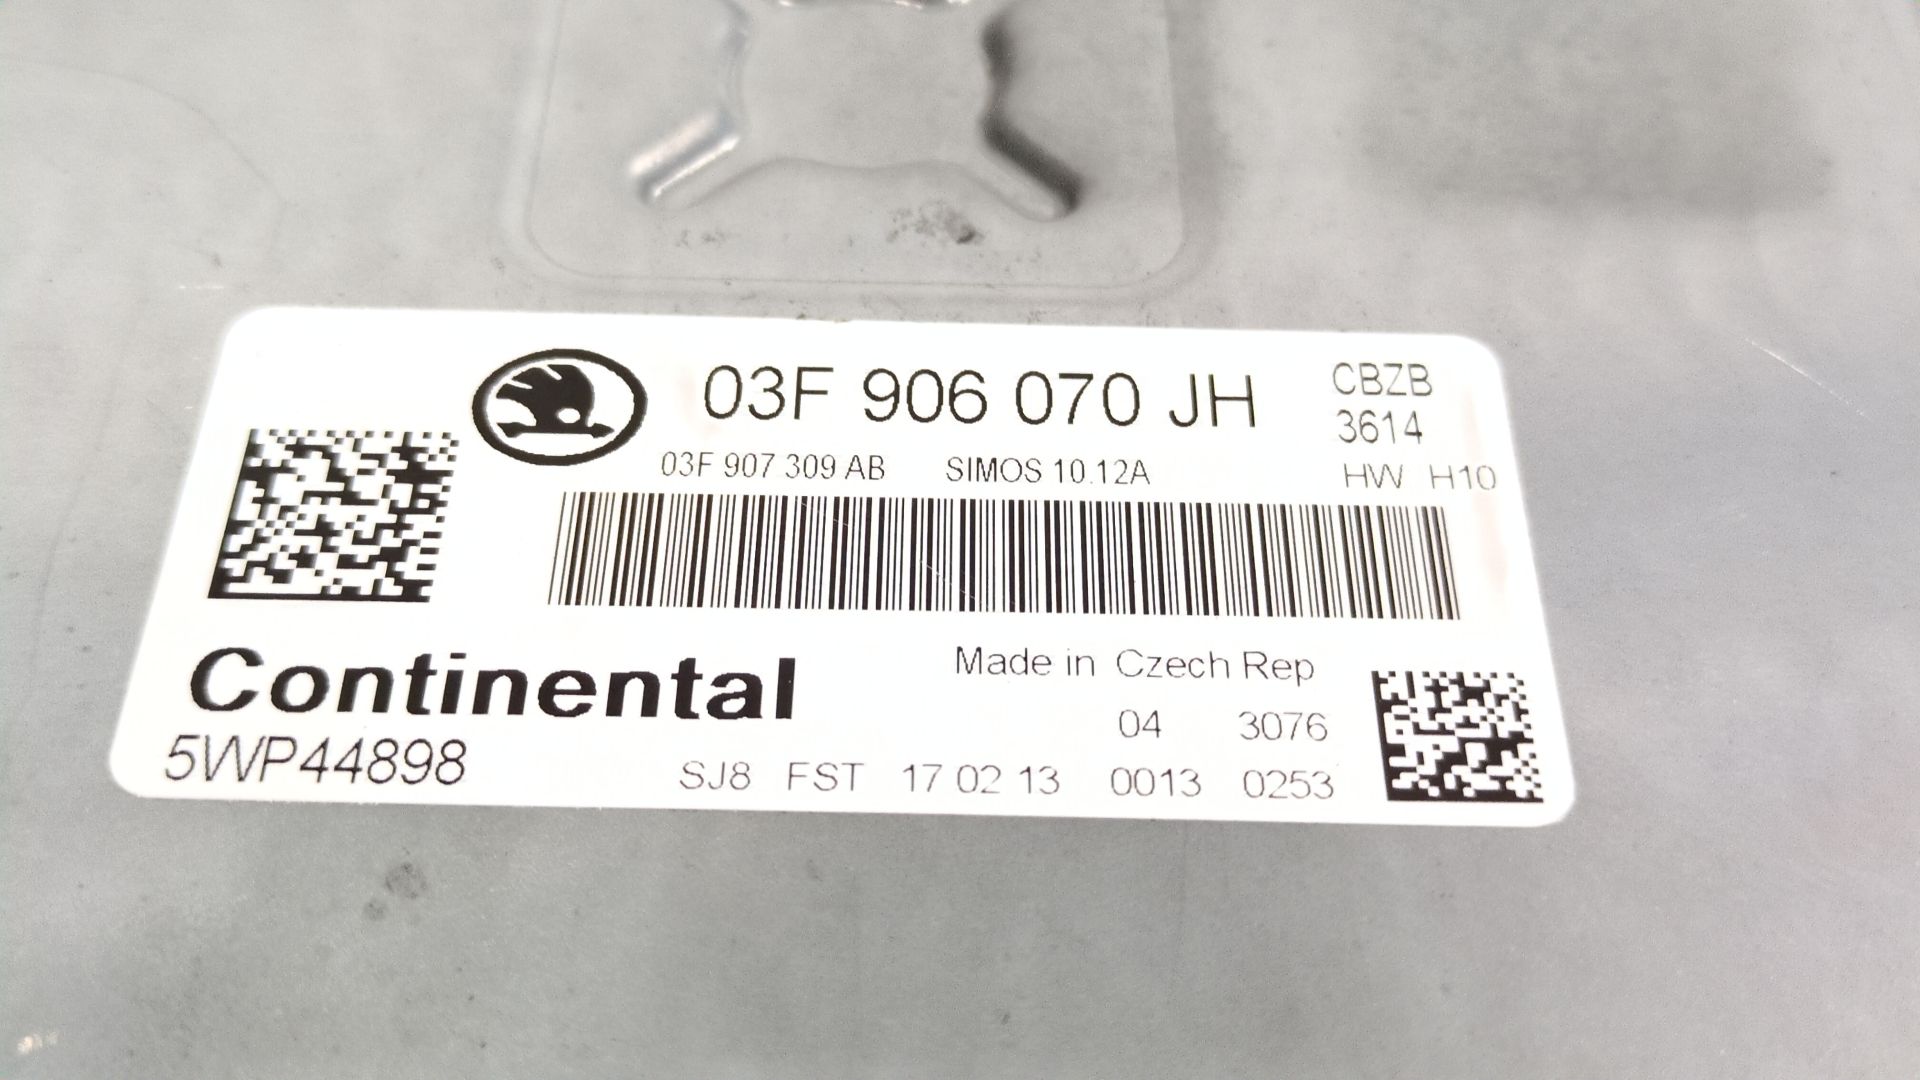 03F 906 070 JH
CBZB
3614
03F 907 309 AB SIMOS 10.12A
HW H10
Continental
Made in Czech Rep
5WP44898
04 3076
SJ8 FST 17 02 13 0013 0253